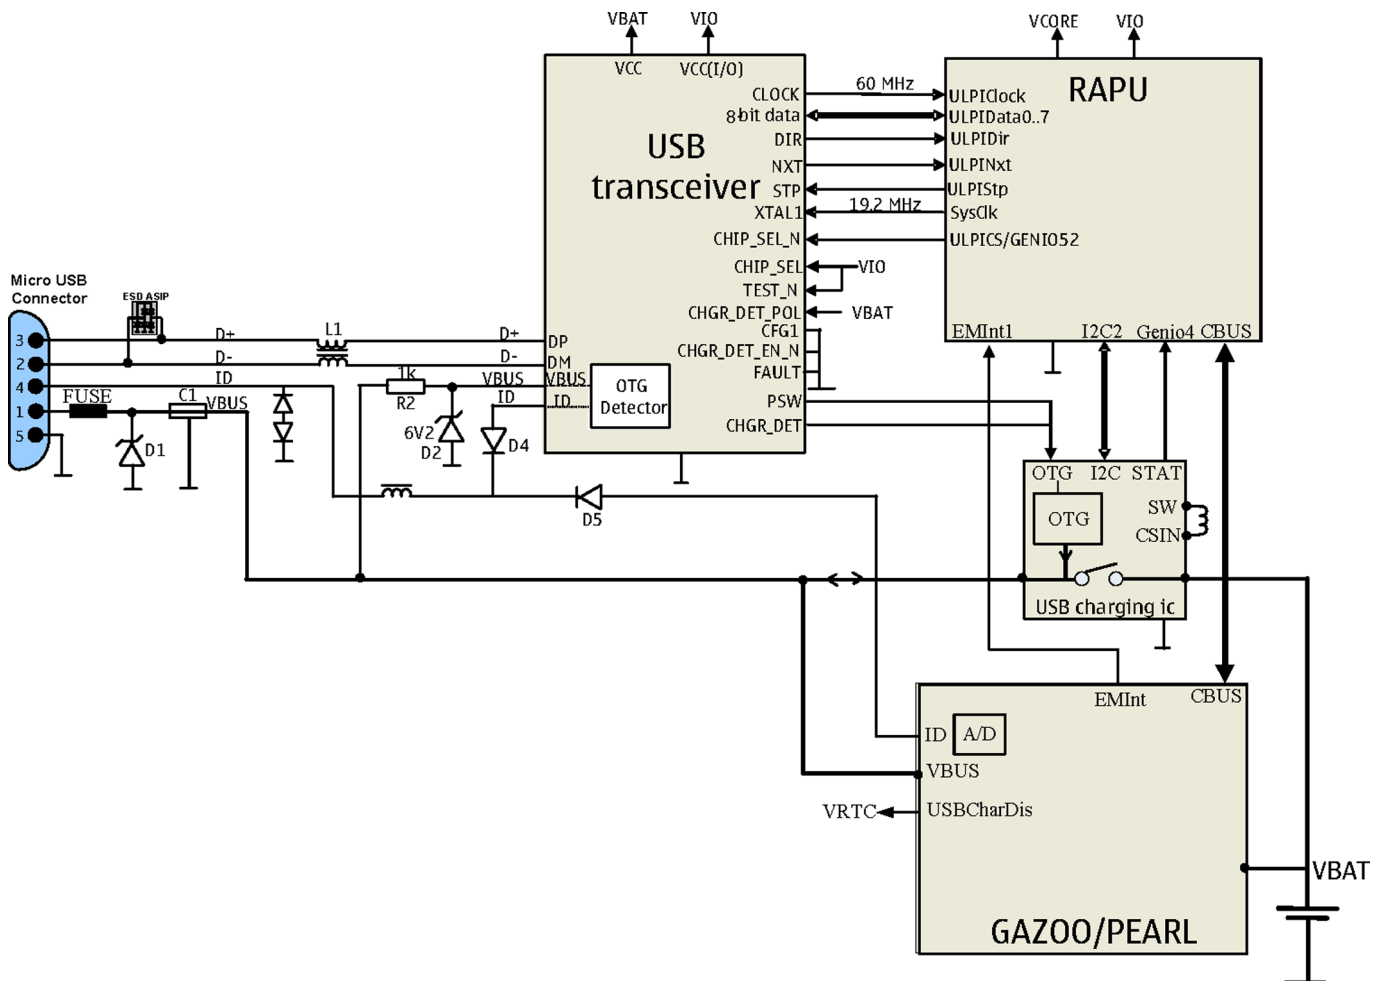 VBAT
VIO
VCORE
VIO
VCC
VCC(I/O)
RAPU
CLOCK
60 MHz
ULPIClock
8-bit data
ULPIData0..7
USB
transceiver
DIR
ULPIDir
NXT
ULPINxt
STP
ULPIStp
XTAL1
19.2 MHz
SysClk
CHIP_SEL_N
ULPICS/GENIO52
CHIP_SEL
VIO
TEST_N
CHGR_DET_POL
VBAT
CFG1
CHGR_DET_EN_N
FAULT
EMInt1
I2C2
Genio4
CBUS
Micro USB
Connector
ESD ASIP
3
D+
L1
D+
DP
2
D-
D-
DM
4
ID
1k
VBUS
VBUS
OTG
Detector
R2
ID
ID
PSW
CHGR_DET
1
FUSE
C1
VBUS
5
D1
6V2
D2
D4
D5
OTG
I2C
STAT
OTG
SW
CSIN
USB charging ic
EMInt
CBUS
ID
A/D
VBUS
VRTC
USBCharDis
VBAT
GAZOO/PEARL